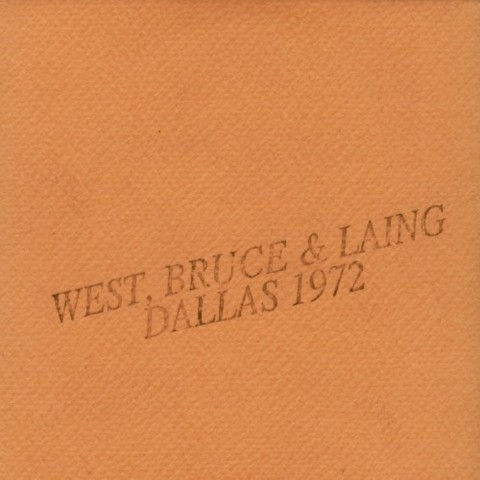 WEST, BRUCE & LAING
DALLAS 1972